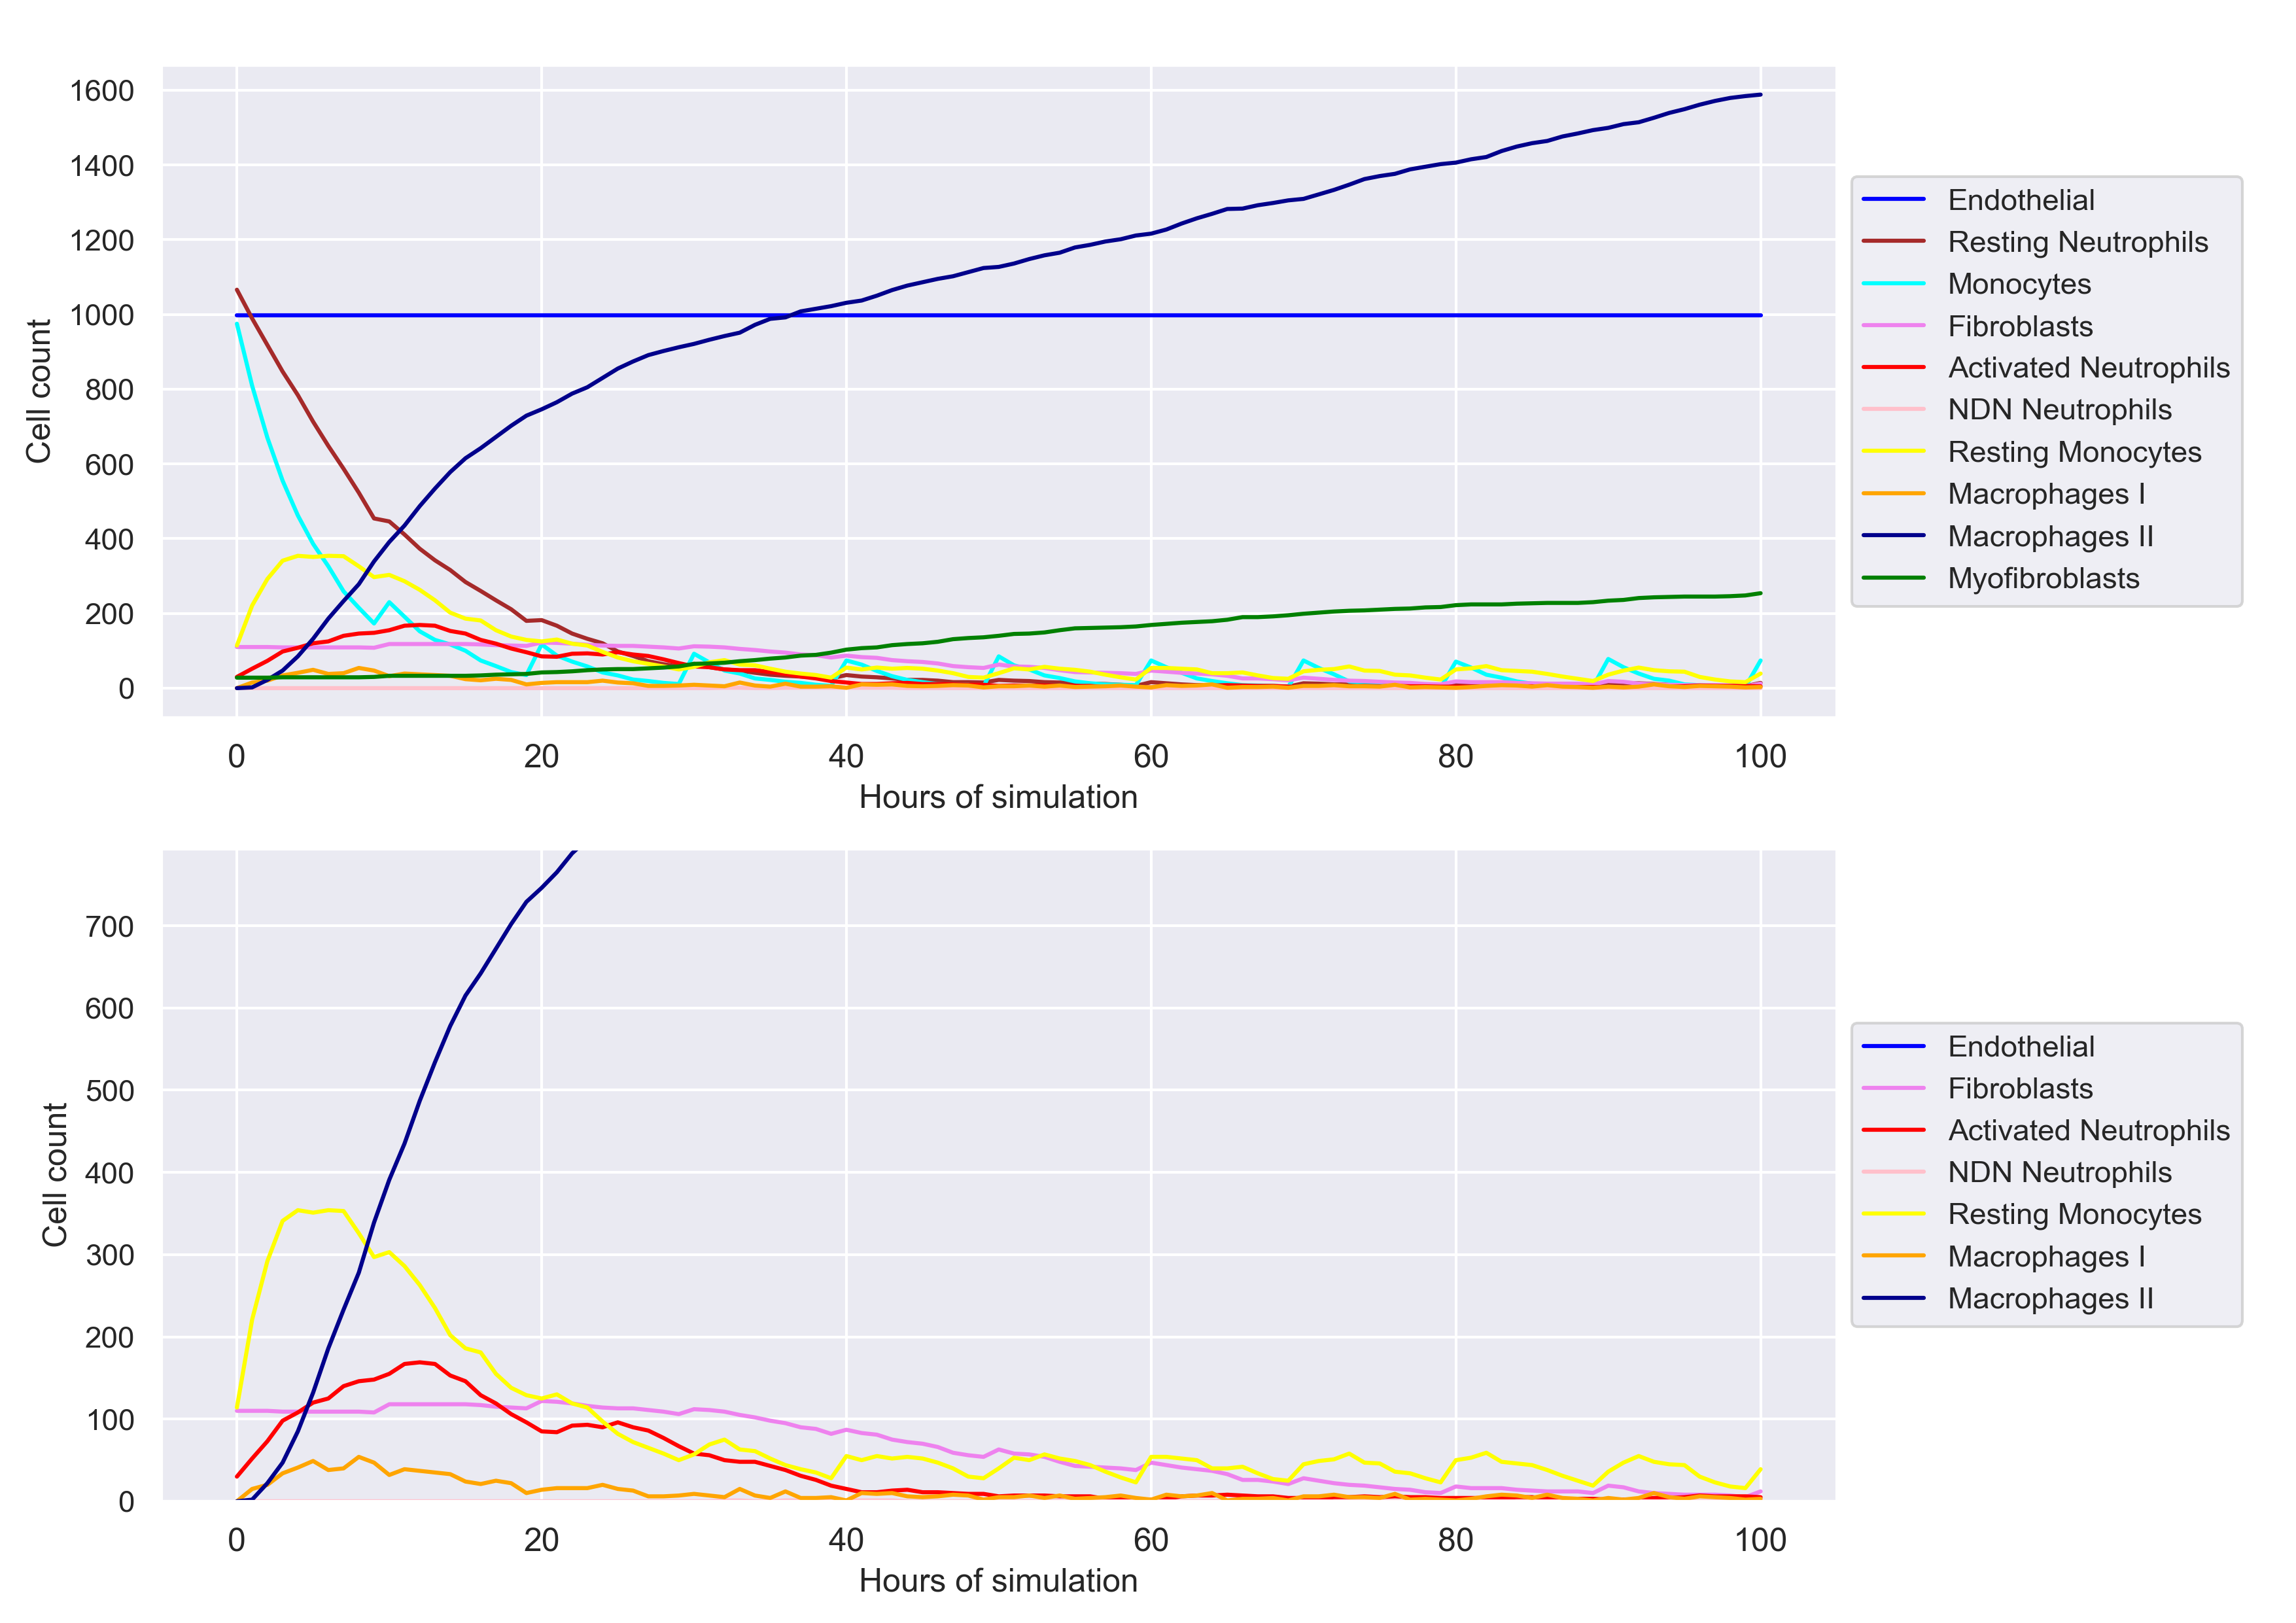 1600
1400
1200
1000
800
600
400
200
0
Cell count
0 20 40 60 80 100
Hours of simulation
Endothelial
Resting Neutrophils
Monocytes
Fibroblasts
Activated Neutrophils
NDN Neutrophils
Resting Monocytes
Macrophages I
Macrophages II
Myofibroblasts
700
600
500
400
300
200
100
0
Cell count
0 20 40 60 80 100
Hours of simulation
Endothelial
Fibroblasts
Activated Neutrophils
NDN Neutrophils
Resting Monocytes
Macrophages I
Macrophages II